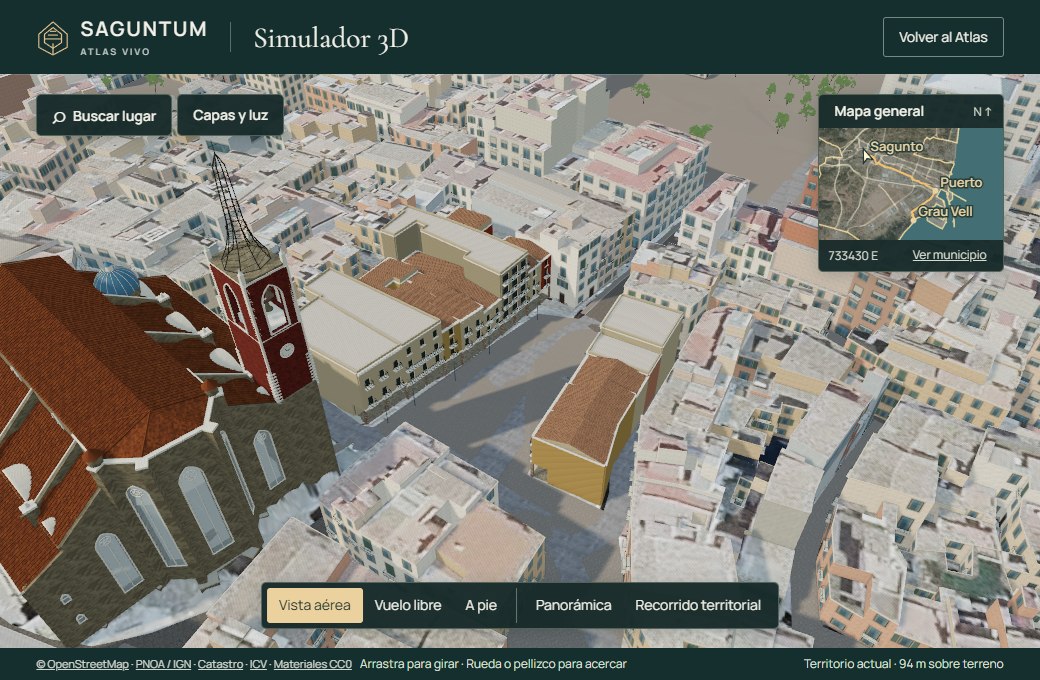 SAGUNTUM
ATLAS VIVO
Simulador 3D
Volver al Atlas
Buscar lugar
Capas y luz
Mapa general
N ↑
Sagunto
Puerto
Grau Vell
733430 E
Ver municipio
Vista aérea
Vuelo libre
A pie
Panorámica
Recorrido territorial
© OpenStreetMap · PNOA / IGN · Catastro · ICV · Materiales CC0
Arrastra para girar · Rueda o pellizco para acercar
Territorio actual · 94 m sobre terreno